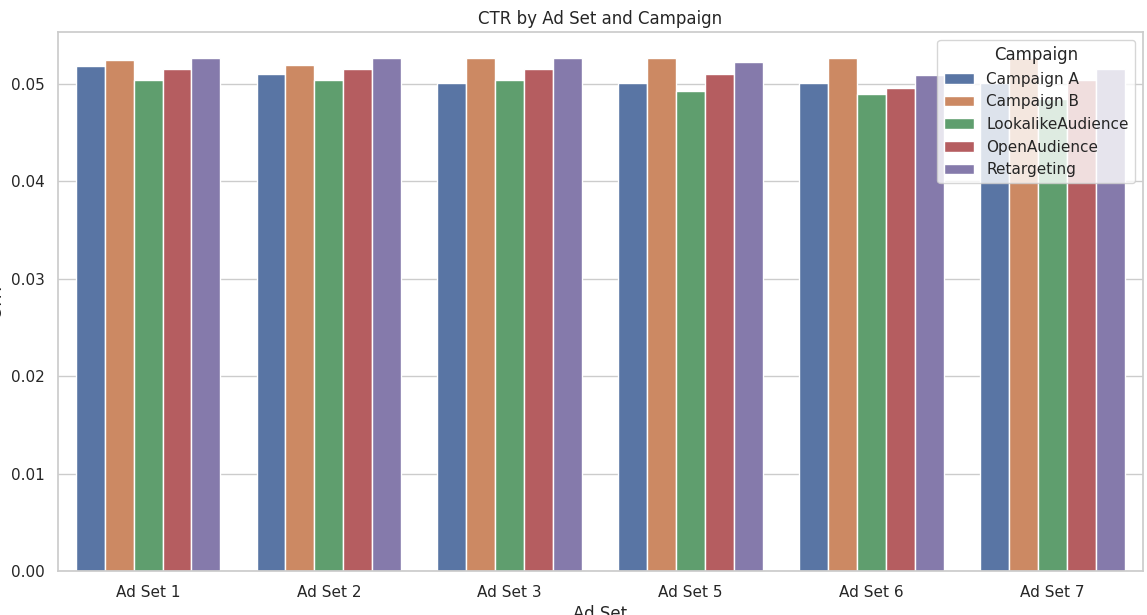 CTR by Ad Set and Campaign
Campaign
Campaign A
Campaign B
LookalikeAudience
OpenAudience
Retargeting
0.05
0.04
0.03
0.02
0.01
0.00
Ad Set 1
Ad Set 2
Ad Set 3
Ad Set 5
Ad Set 6
Ad Set 7
Ad Set